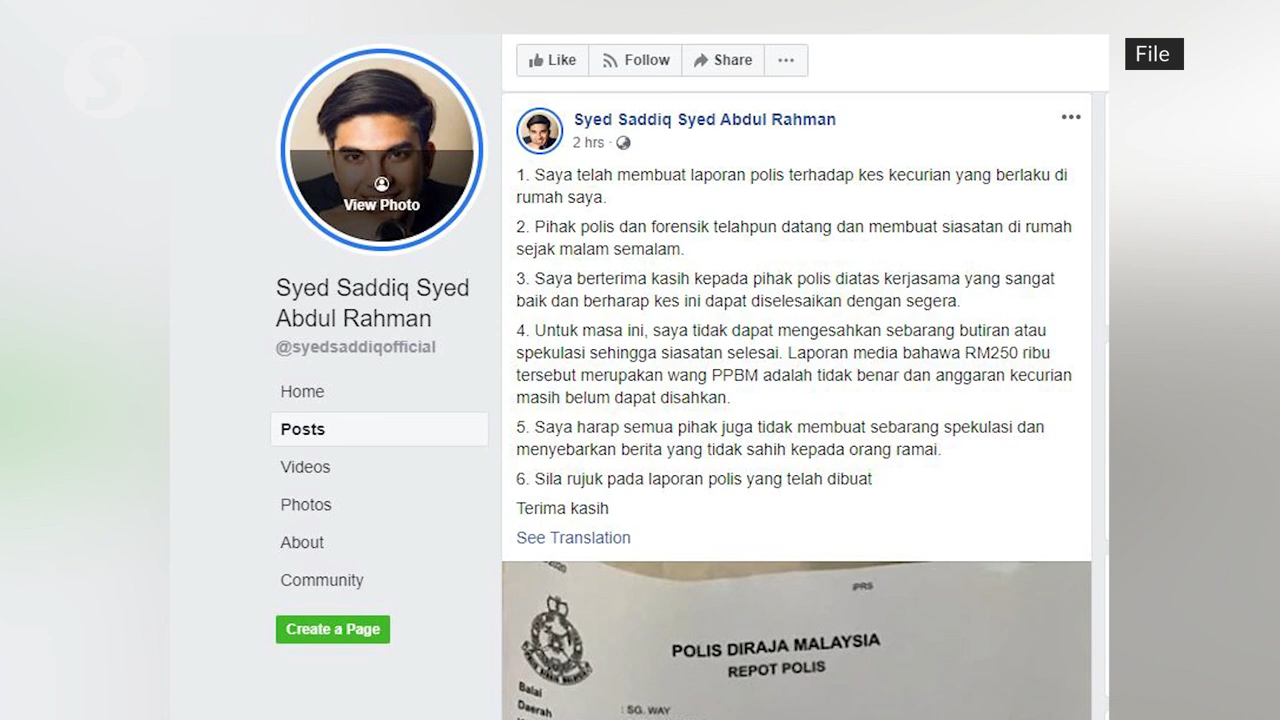 File
Like Follow Share ...
View Photo
Syed Saddiq Syed
Abdul Rahman
@syedsaddiqofficial
Home
Posts
Videos
Photos
About
Community
Create a Page
Syed Saddiq Syed Abdul Rahman
2 hrs ·
1. Saya telah membuat laporan polis terhadap kes kecurian yang berlaku di
rumah saya.
2. Pihak polis dan forensik telahpun datang dan membuat siasatan di rumah
sejak malam semalam.
3. Saya berterima kasih kepada pihak polis diatas kerjasama yang sangat
baik dan berharap kes ini dapat diselesaikan dengan segera.
4. Untuk masa ini, saya tidak dapat mengesahkan sebarang butiran atau
spekulasi sehingga siasatan selesai. Laporan media bahawa RM250 ribu
tersebut merupakan wang PPBM adalah tidak benar dan anggaran kecurian
masih belum dapat disahkan.
5. Saya harap semua pihak juga tidak membuat sebarang spekulasi dan
menyebarkan berita yang tidak sahih kepada orang ramai.
6. Sila rujuk pada laporan polis yang telah dibuat
Terima kasih
See Translation
PRS
POLIS DIRAJA MALAYSIA
REPOT POLIS
Balai
Daerah
: SG. WAY